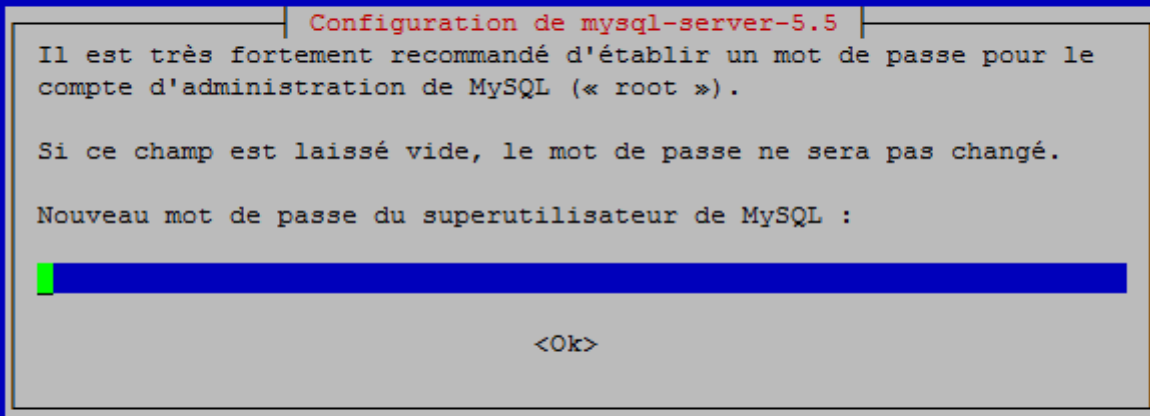 Configuration de mysql-server-5.5
Il est très fortement recommandé d'établir un mot de passe pour le
compte d'administration de MySQL (« root »).
Si ce champ est laissé vide, le mot de passe ne sera pas changé.
Nouveau mot de passe du superutilisateur de MySQL :
<Ok>